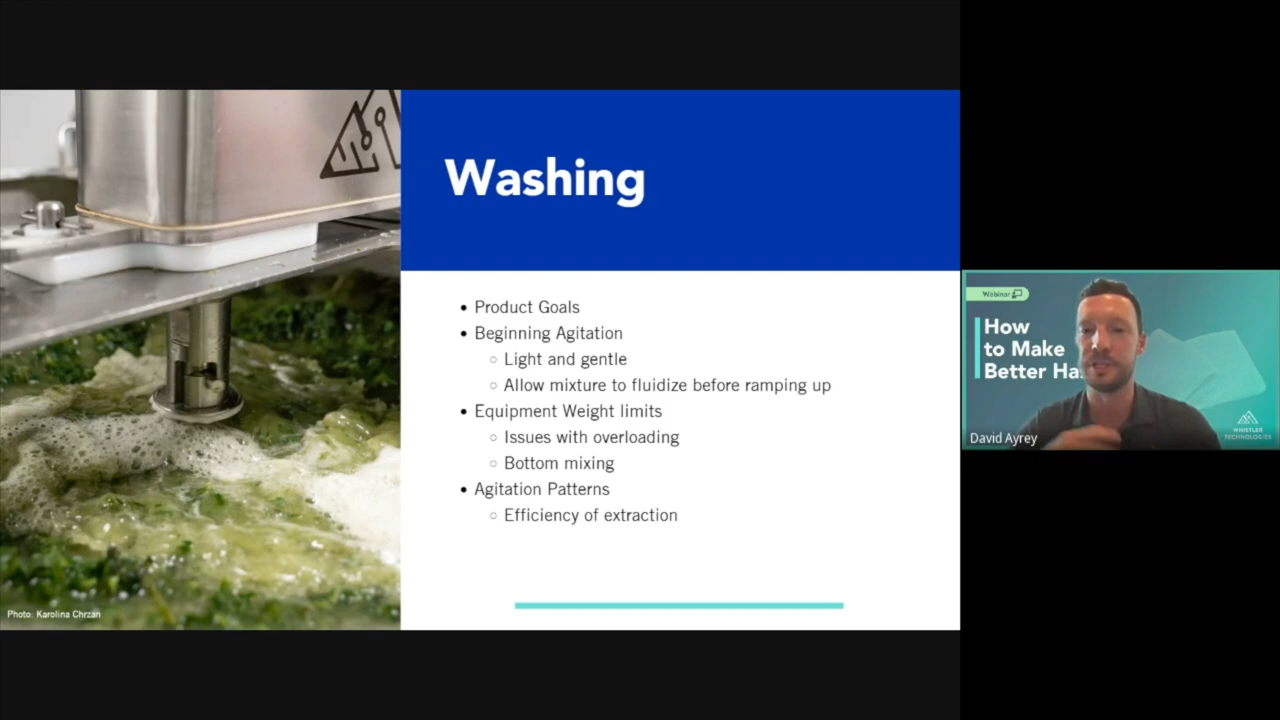 Washing
Product Goals
Beginning Agitation
Light and gentle
Allow mixture to fluidize before ramping up
Equipment Weight limits
Issues with overloading
Bottom mixing
Agitation Patterns
Efficiency of extraction
Photo: Karolina Chrzan
Webinar
How
to Make
Better Ha
WHISTLER
TECHNOLOGIES
David Ayrey